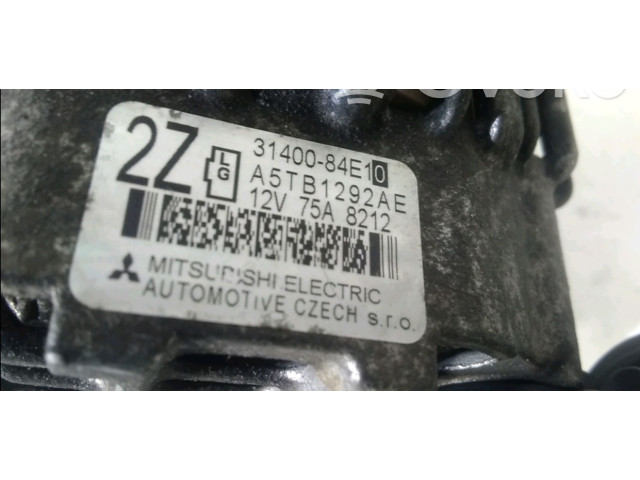 2Z
L
G
31400-84E10
A5TB1292AE
12V 75A 8212
MITSUBISHI ELECTRIC
AUTOMOTIVE CZECH s.r.o.